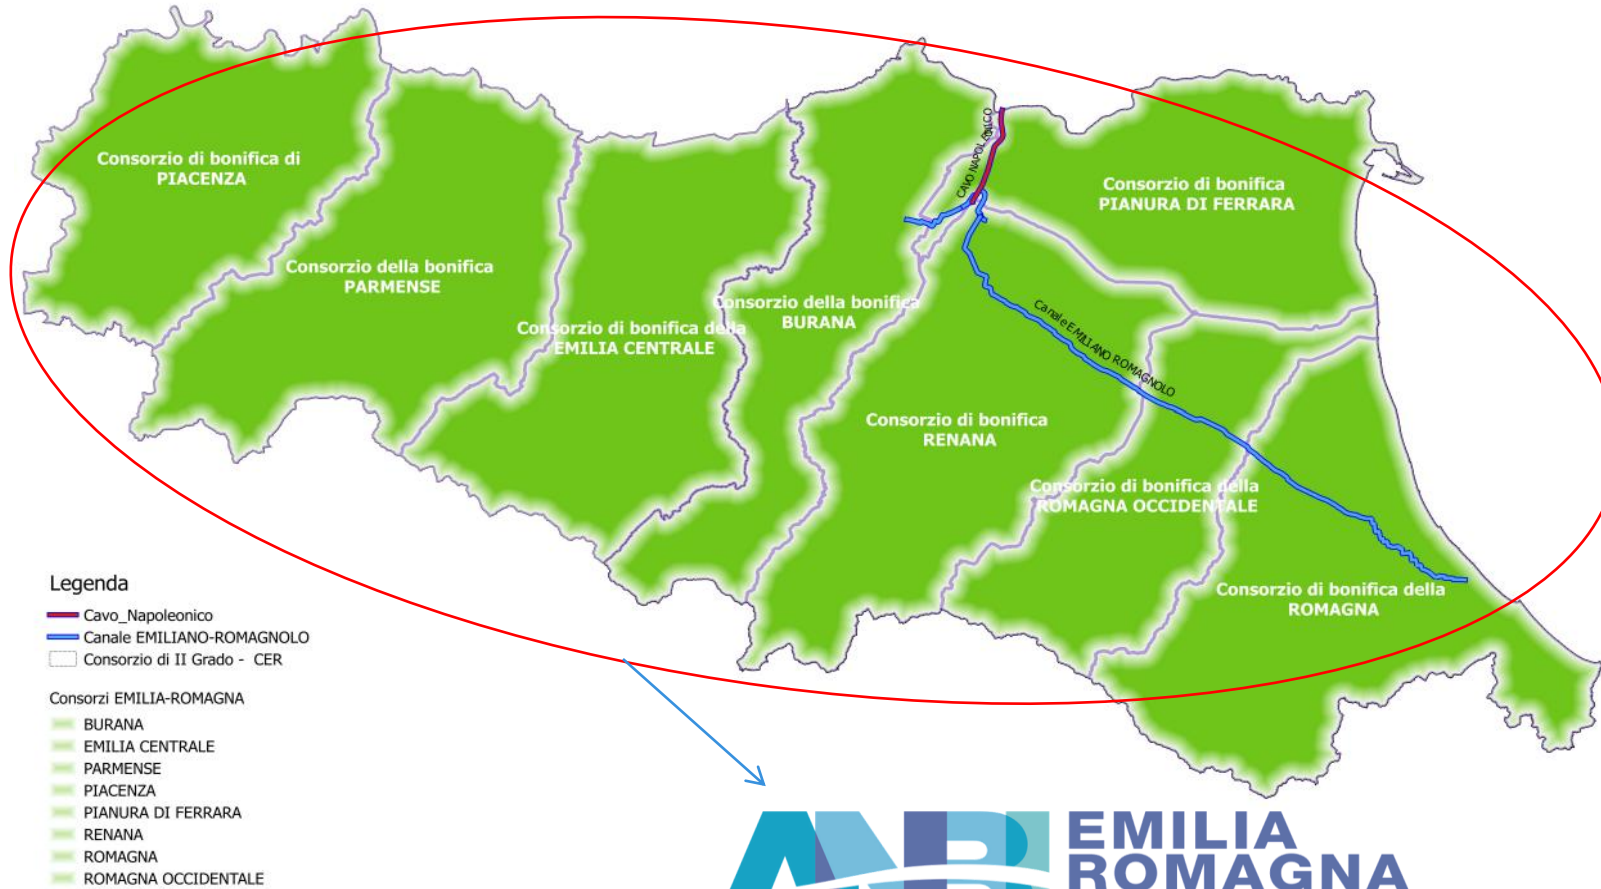 Consorzio di bonifica di
PIACENZA
Consorzio della bonifica
PARMENSE
Consorzio di bonifica della
EMILIA CENTRALE
Consorzio della bonifica
BURANA
CAVO NAPOLEONICO
Consorzio di bonifica
PIANURA DI FERRARA
Canale EMILIANO ROMAGNOLO
Consorzio di bonifica
RENANA
Consorzio di bonifica della
ROMAGNA OCCIDENTALE
Consorzio di bonifica della
ROMAGNA
Legenda
Cavo_Napoleonico
Canale EMILIANO-ROMAGNOLO
Consorzio di II Grado - CER
Consorzi EMILIA-ROMAGNA
BURANA
EMILIA CENTRALE
PARMENSE
PIACENZA
PIANURA DI FERRARA
RENANA
ROMAGNA
ROMAGNA OCCIDENTALE
ANBI
EMILIA
ROMAGNA